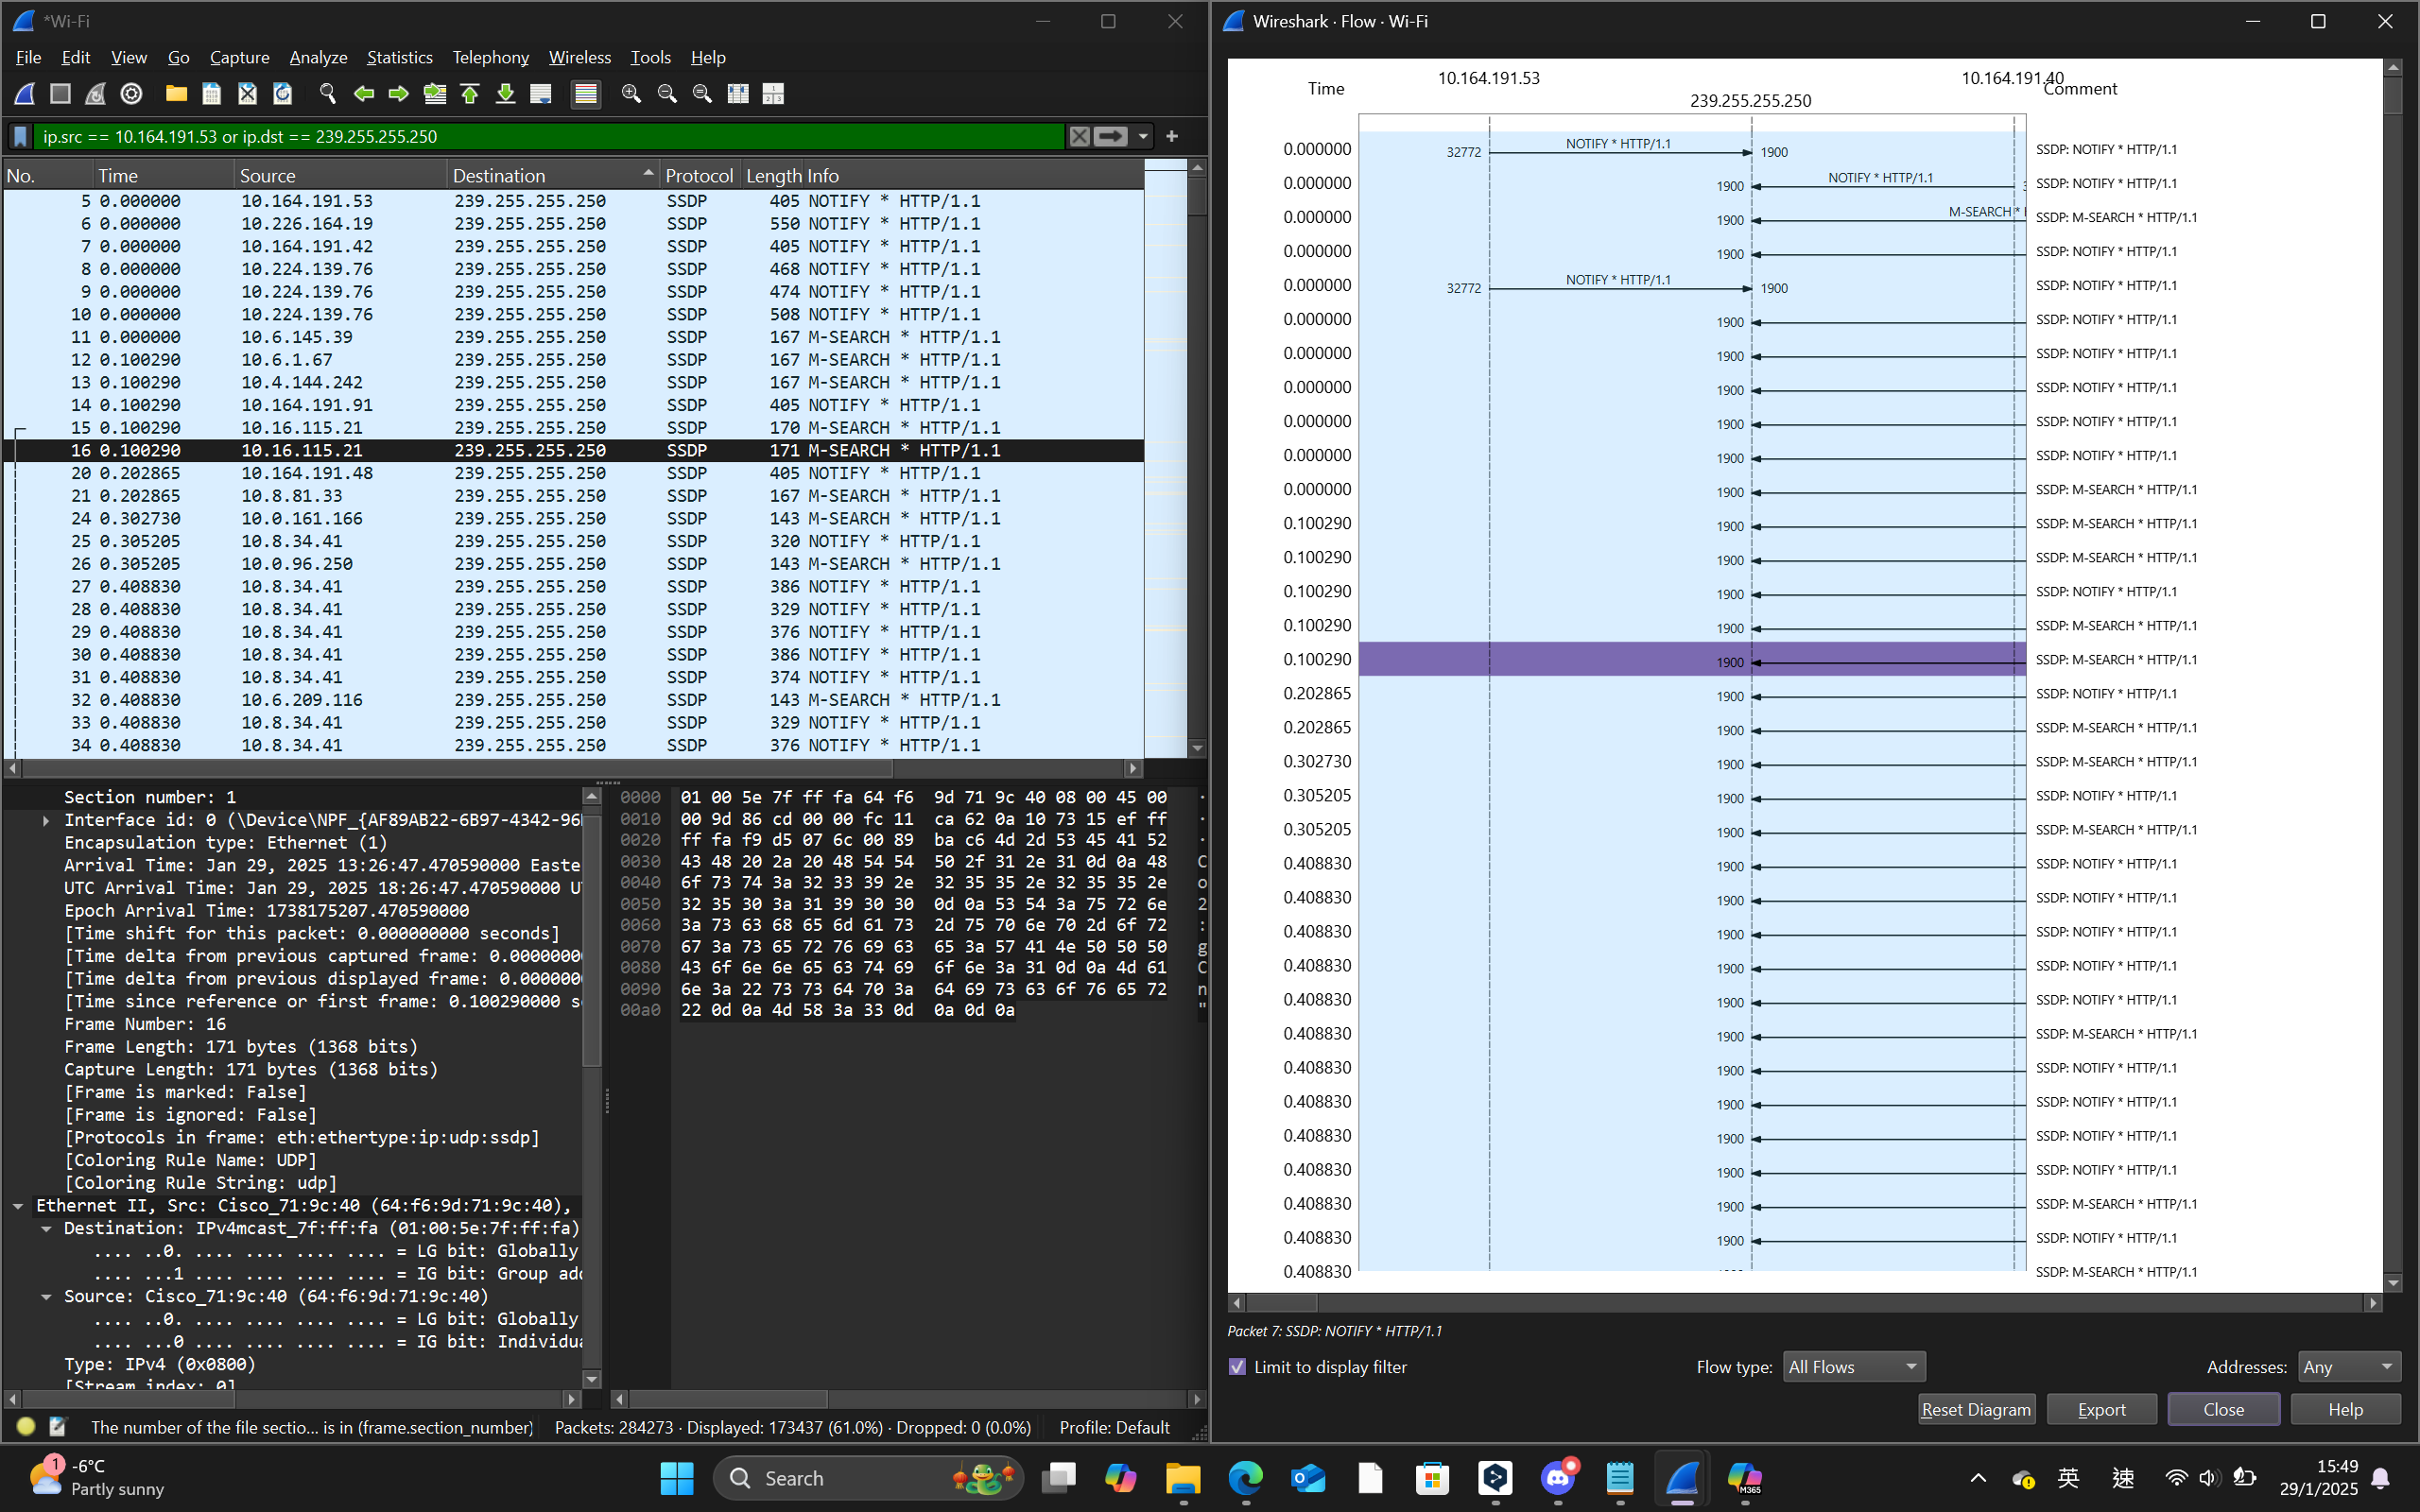 *Wi-Fi
File Edit View Go Capture Analyze Statistics Telephony Wireless Tools Help
ip.src == 10.164.191.53 or ip.dst == 239.255.255.250
No. Time Source Destination Protocol Length Info
5 0.000000 10.164.191.53 239.255.255.250 SSDP 405 NOTIFY * HTTP/1.1
6 0.000000 10.226.164.19 239.255.255.250 SSDP 550 NOTIFY * HTTP/1.1
7 0.000000 10.164.191.42 239.255.255.250 SSDP 405 NOTIFY * HTTP/1.1
8 0.000000 10.224.139.76 239.255.255.250 SSDP 468 NOTIFY * HTTP/1.1
9 0.000000 10.224.139.76 239.255.255.250 SSDP 474 NOTIFY * HTTP/1.1
10 0.000000 10.224.139.76 239.255.255.250 SSDP 508 NOTIFY * HTTP/1.1
11 0.000000 10.6.145.39 239.255.255.250 SSDP 167 M-SEARCH * HTTP/1.1
12 0.100290 10.6.1.67 239.255.255.250 SSDP 167 M-SEARCH * HTTP/1.1
13 0.100290 10.4.144.242 239.255.255.250 SSDP 167 M-SEARCH * HTTP/1.1
14 0.100290 10.164.191.91 239.255.255.250 SSDP 405 NOTIFY * HTTP/1.1
15 0.100290 10.16.115.21 239.255.255.250 SSDP 170 M-SEARCH * HTTP/1.1
16 0.100290 10.16.115.21 239.255.255.250 SSDP 171 M-SEARCH * HTTP/1.1
20 0.202865 10.164.191.48 239.255.255.250 SSDP 405 NOTIFY * HTTP/1.1
21 0.202865 10.8.81.33 239.255.255.250 SSDP 167 M-SEARCH * HTTP/1.1
24 0.302730 10.0.161.166 239.255.255.250 SSDP 143 M-SEARCH * HTTP/1.1
25 0.305205 10.8.34.41 239.255.255.250 SSDP 320 NOTIFY * HTTP/1.1
26 0.305205 10.0.96.250 239.255.255.250 SSDP 143 M-SEARCH * HTTP/1.1
27 0.408830 10.8.34.41 239.255.255.250 SSDP 386 NOTIFY * HTTP/1.1
28 0.408830 10.8.34.41 239.255.255.250 SSDP 329 NOTIFY * HTTP/1.1
29 0.408830 10.8.34.41 239.255.255.250 SSDP 376 NOTIFY * HTTP/1.1
30 0.408830 10.8.34.41 239.255.255.250 SSDP 386 NOTIFY * HTTP/1.1
31 0.408830 10.8.34.41 239.255.255.250 SSDP 374 NOTIFY * HTTP/1.1
32 0.408830 10.6.209.116 239.255.255.250 SSDP 143 M-SEARCH * HTTP/1.1
33 0.408830 10.8.34.41 239.255.255.250 SSDP 329 NOTIFY * HTTP/1.1
34 0.408830 10.8.34.41 239.255.255.250 SSDP 376 NOTIFY * HTTP/1.1
Section number: 1
Interface id: 0 (\Device\NPF_{AF89AB22-6B97-4342-96
Encapsulation type: Ethernet (1)
Arrival Time: Jan 29, 2025 13:26:47.470590000 Easte
UTC Arrival Time: Jan 29, 2025 18:26:47.470590000 U
Epoch Arrival Time: 1738175207.470590000
[Time shift for this packet: 0.000000000 seconds]
[Time delta from previous captured frame: 0.0000000
[Time delta from previous displayed frame: 0.000000
[Time since reference or first frame: 0.100290000 s
Frame Number: 16
Frame Length: 171 bytes (1368 bits)
Capture Length: 171 bytes (1368 bits)
[Frame is marked: False]
[Frame is ignored: False]
[Protocols in frame: eth:ethertype:ip:udp:ssdp]
[Coloring Rule Name: UDP]
[Coloring Rule String: udp]
Ethernet II, Src: Cisco_71:9c:40 (64:f6:9d:71:9c:40),
Destination: IPv4mcast_7f:ff:fa (01:00:5e:7f:ff:fa)
.... ..0. .... .... .... .... = LG bit: Globally
.... ...1 .... .... .... .... = IG bit: Group add
Source: Cisco_71:9c:40 (64:f6:9d:71:9c:40)
.... ..0. .... .... .... .... = LG bit: Globally
.... ...0 .... .... .... .... = IG bit: Individua
Type: IPv4 (0x0800)
[Stream index: 0]
0000 01 00 5e 7f ff fa 64 f6 9d 71 9c 40 08 00 45 00 ·
0010 00 9d 86 cd 00 00 fc 11 ca 62 0a 10 73 15 ef ff ·
0020 ff fa f9 d5 07 6c 00 89 ba c6 4d 2d 53 45 41 52 ·
0030 43 48 20 2a 20 48 54 54 50 2f 31 2e 31 0d 0a 48 C
0040 6f 73 74 3a 32 33 39 2e 32 35 35 2e 32 35 35 2e o
0050 32 35 30 3a 31 39 30 30 0d 0a 53 54 3a 75 72 6e 2
0060 3a 73 63 68 65 6d 61 73 2d 75 70 6e 70 2d 6f 72 :
0070 67 3a 73 65 72 76 69 63 65 3a 57 41 4e 50 50 50 g
0080 43 6f 6e 6e 65 63 74 69 6f 6e 3a 31 0d 0a 4d 61 C
0090 6e 3a 22 73 73 64 70 3a 64 69 73 63 6f 76 65 72 n
00a0 22 0d 0a 4d 58 3a 33 0d 0a 0d 0a "
The number of the file sectio... is in (frame.section_number)
Packets: 284273 · Displayed: 173437 (61.0%) · Dropped: 0 (0.0%)
Profile: Default
Wireshark · Flow · Wi-Fi
Time 10.164.191.53 239.255.255.250 10.164.191.40 Comment
0.000000 32772 NOTIFY * HTTP/1.1 1900 SSDP: NOTIFY * HTTP/1.1
0.000000 1900 NOTIFY * HTTP/1.1 SSDP: NOTIFY * HTTP/1.1
0.000000 1900 M-SEARCH * SSDP: M-SEARCH * HTTP/1.1
0.000000 1900 SSDP: NOTIFY * HTTP/1.1
0.000000 32772 NOTIFY * HTTP/1.1 1900 SSDP: NOTIFY * HTTP/1.1
0.000000 1900 SSDP: NOTIFY * HTTP/1.1
0.000000 1900 SSDP: NOTIFY * HTTP/1.1
0.000000 1900 SSDP: NOTIFY * HTTP/1.1
0.000000 1900 SSDP: NOTIFY * HTTP/1.1
0.000000 1900 SSDP: NOTIFY * HTTP/1.1
0.000000 1900 SSDP: M-SEARCH * HTTP/1.1
0.100290 1900 SSDP: M-SEARCH * HTTP/1.1
0.100290 1900 SSDP: M-SEARCH * HTTP/1.1
0.100290 1900 SSDP: NOTIFY * HTTP/1.1
0.100290 1900 SSDP: M-SEARCH * HTTP/1.1
0.100290 1900 SSDP: M-SEARCH * HTTP/1.1
0.202865 1900 SSDP: NOTIFY * HTTP/1.1
0.202865 1900 SSDP: M-SEARCH * HTTP/1.1
0.302730 1900 SSDP: M-SEARCH * HTTP/1.1
0.305205 1900 SSDP: NOTIFY * HTTP/1.1
0.305205 1900 SSDP: M-SEARCH * HTTP/1.1
0.408830 1900 SSDP: NOTIFY * HTTP/1.1
0.408830 1900 SSDP: NOTIFY * HTTP/1.1
0.408830 1900 SSDP: NOTIFY * HTTP/1.1
0.408830 1900 SSDP: NOTIFY * HTTP/1.1
0.408830 1900 SSDP: NOTIFY * HTTP/1.1
0.408830 1900 SSDP: M-SEARCH * HTTP/1.1
0.408830 1900 SSDP: NOTIFY * HTTP/1.1
0.408830 1900 SSDP: NOTIFY * HTTP/1.1
0.408830 1900 SSDP: NOTIFY * HTTP/1.1
0.408830 1900 SSDP: NOTIFY * HTTP/1.1
0.408830 1900 SSDP: M-SEARCH * HTTP/1.1
0.408830 1900 SSDP: NOTIFY * HTTP/1.1
0.408830 SSDP: M-SEARCH * HTTP/1.1
Packet 7: SSDP: NOTIFY * HTTP/1.1
Limit to display filter Flow type: All Flows Addresses: Any
Reset Diagram Export Close Help
1 -6°C
Partly sunny
Search
M365
英 速
15:49
29/1/2025